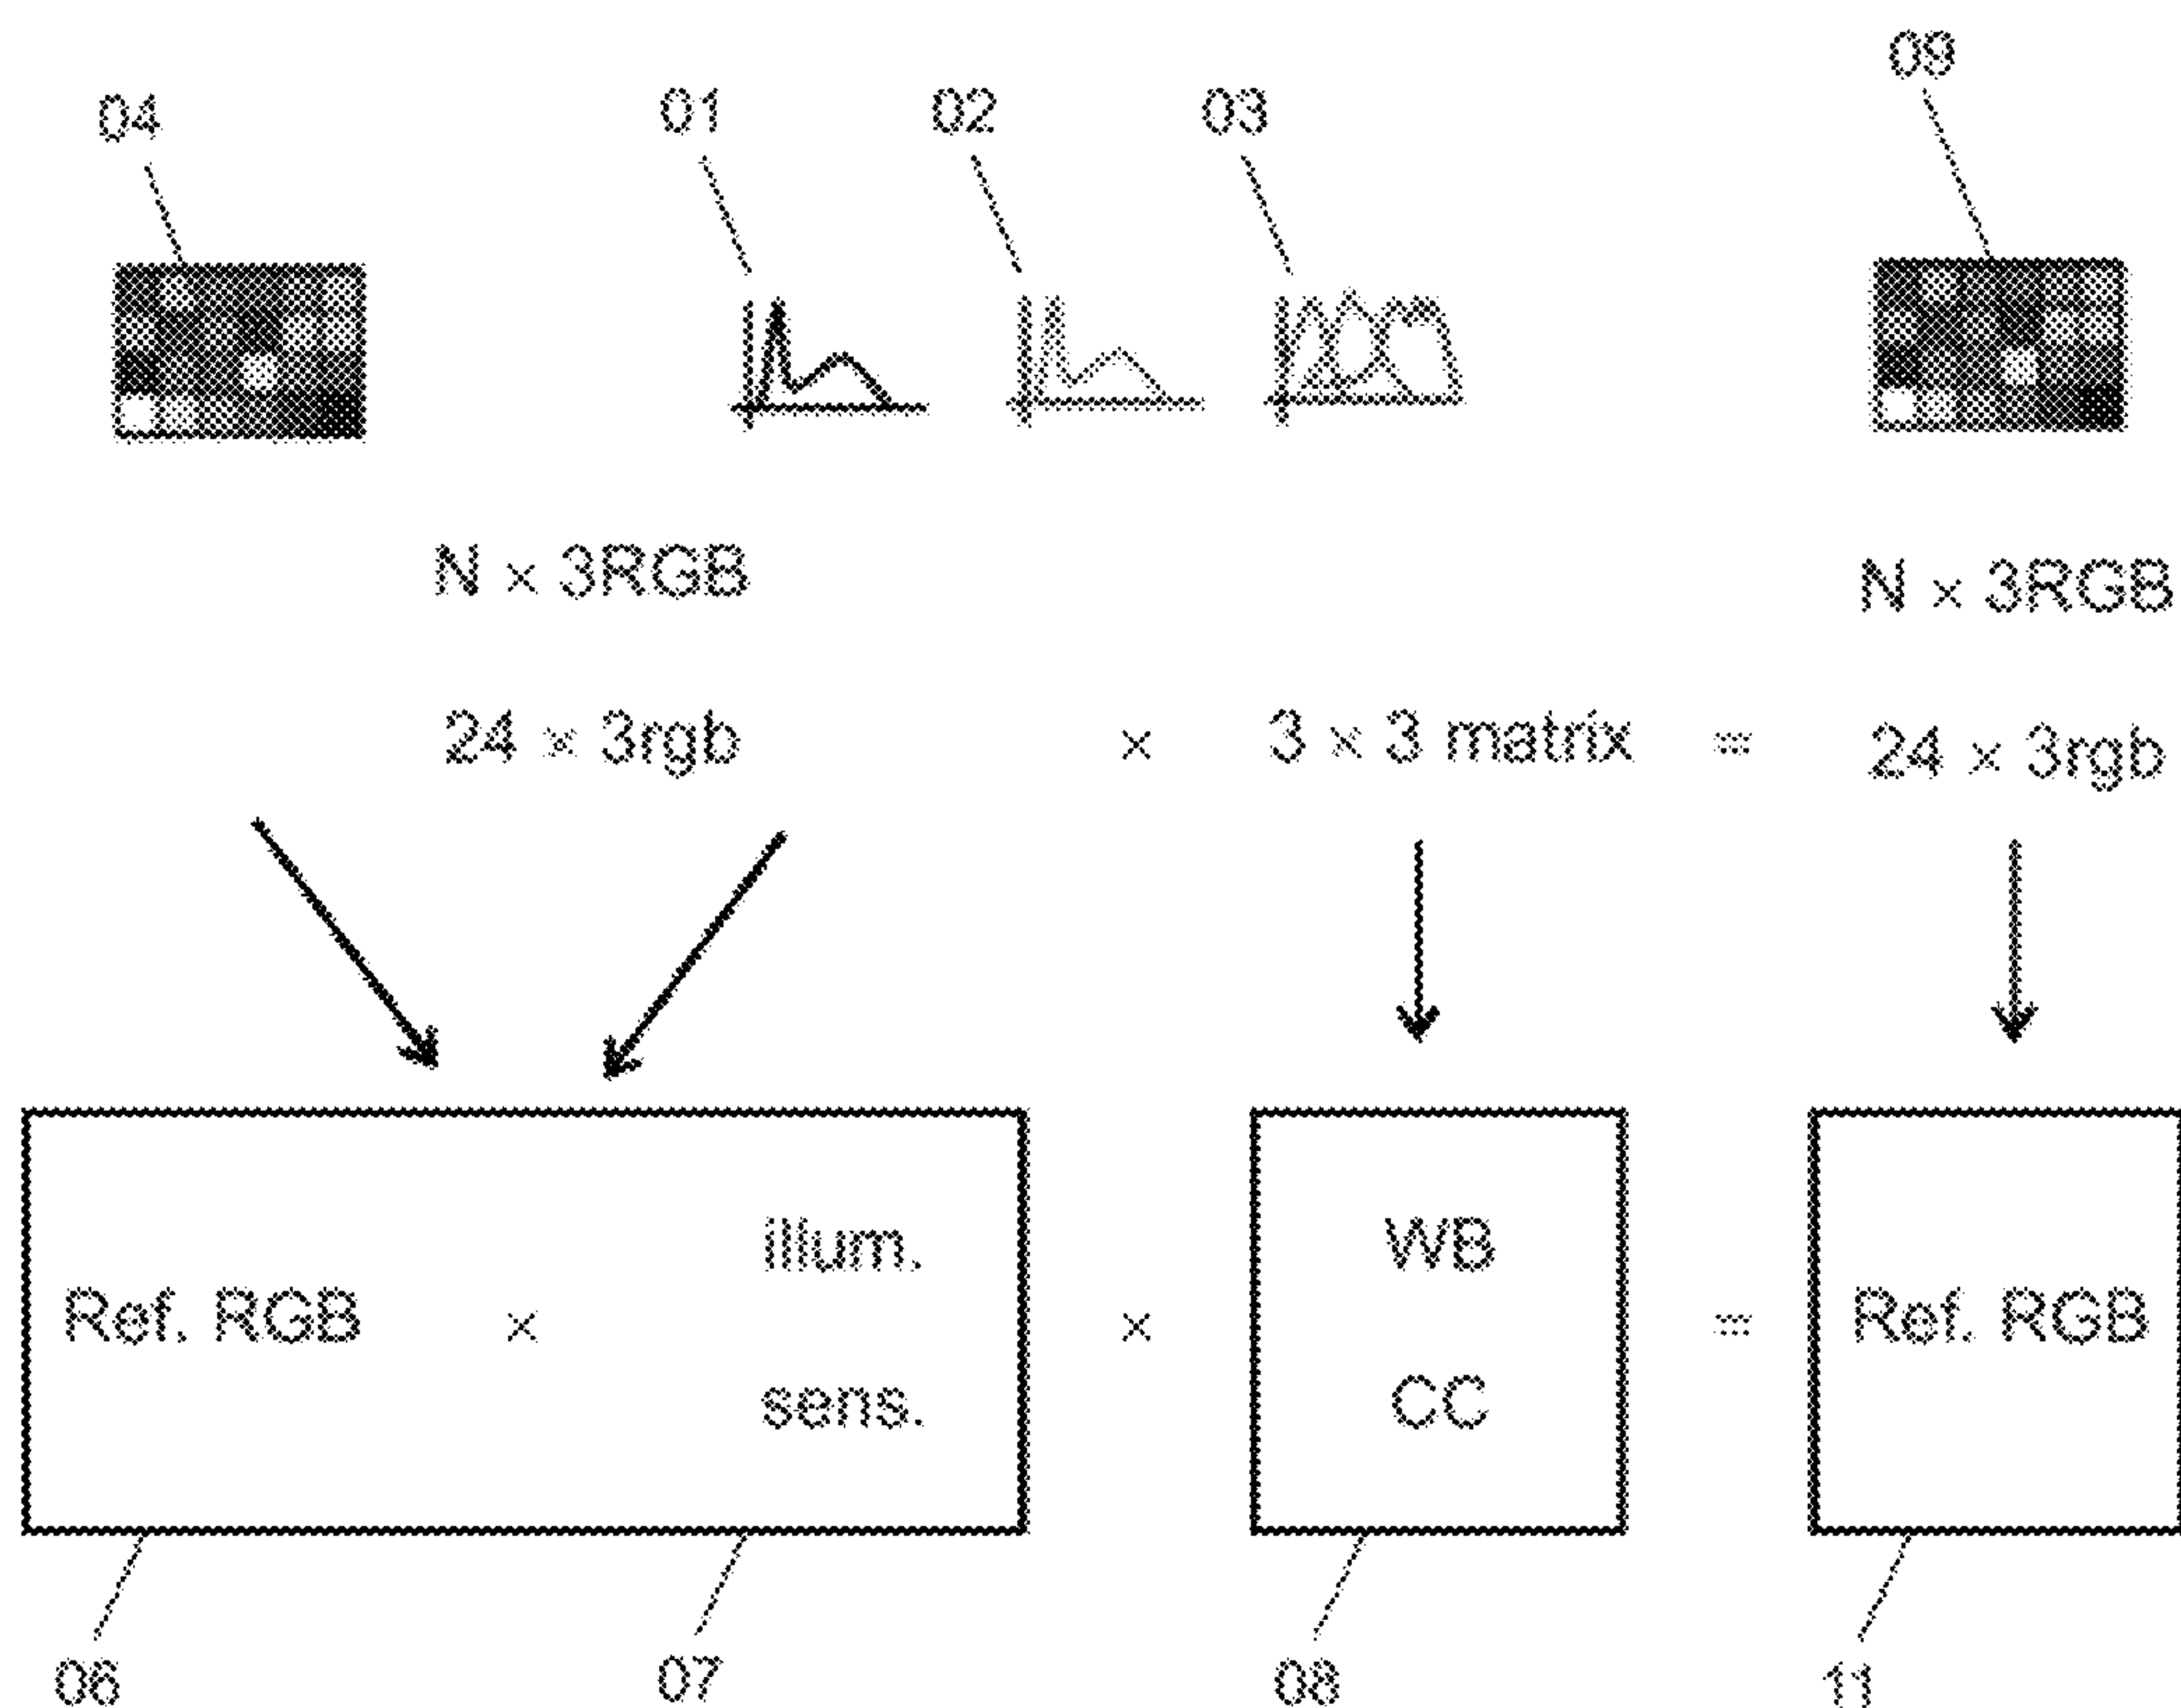 09
04 01 02 03
N × 3RGB N × 3RGB
24 × 3rgb × 3 × 3 matrix = 24 × 3rgb
illum. WB
Ref. RGB × × = Ref. RGB
sens. CC
06 07 08 11